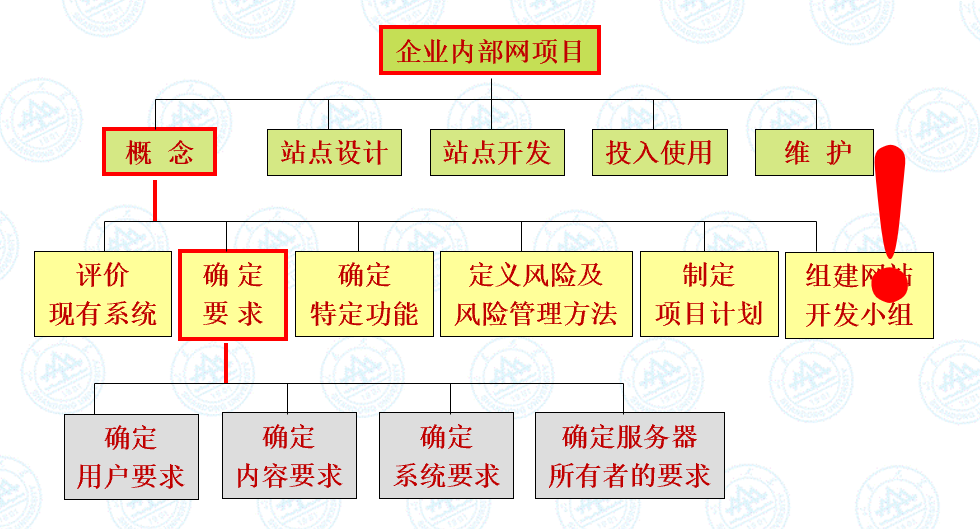 企业内部网项目
概 念
站点设计
站点开发
投入使用
维 护
评价
现有系统
确 定
要 求
确定
特定功能
定义风险及
风险管理方法
制定
项目计划
组建网站
开发小组
确定
用户要求
确定
内容要求
确定
系统要求
确定服务器
所有者的要求